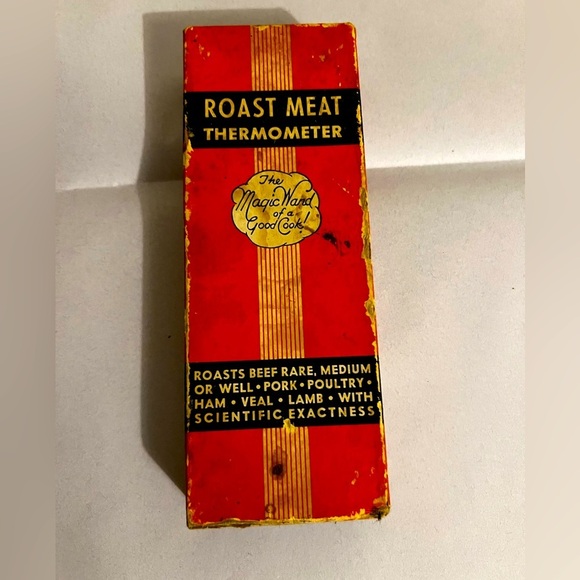 ROAST MEAT
THERMOMETER
The
Magic Wand
of a
Good Cook!
ROASTS BEEF RARE, MEDIUM
OR WELL • PORK • POULTRY •
HAM • VEAL • LAMB • WITH
SCIENTIFIC EXACTNESS